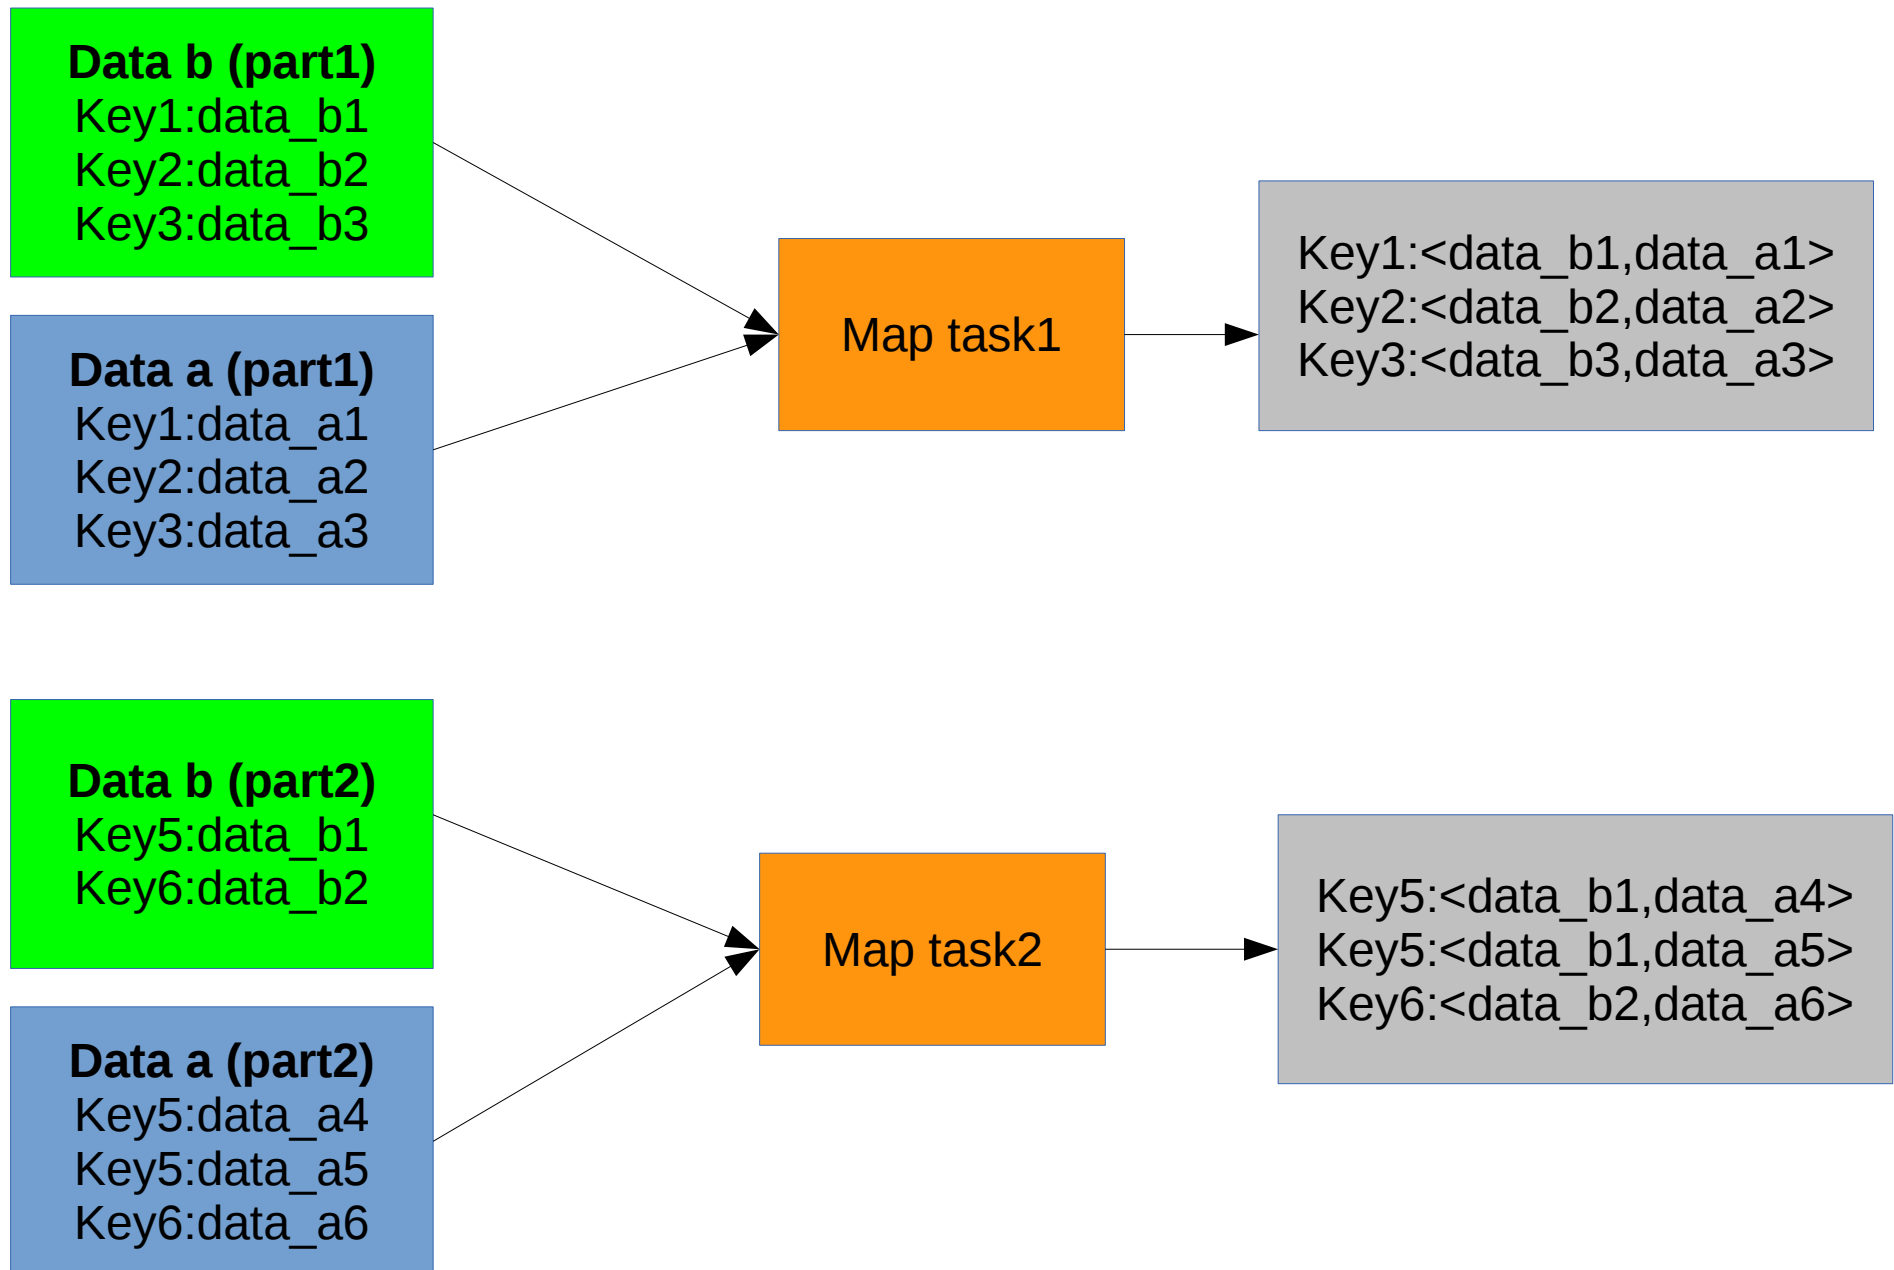 Data b (part1)
Key1:data_b1
Key2:data_b2
Key3:data_b3
Data a (part1)
Key1:data_a1
Key2:data_a2
Key3:data_a3
Map task1
Key1:<data_b1,data_a1>
Key2:<data_b2,data_a2>
Key3:<data_b3,data_a3>
Data b (part2)
Key5:data_b1
Key6:data_b2
Data a (part2)
Key5:data_a4
Key5:data_a5
Key6:data_a6
Map task2
Key5:<data_b1,data_a4>
Key5:<data_b1,data_a5>
Key6:<data_b2,data_a6>